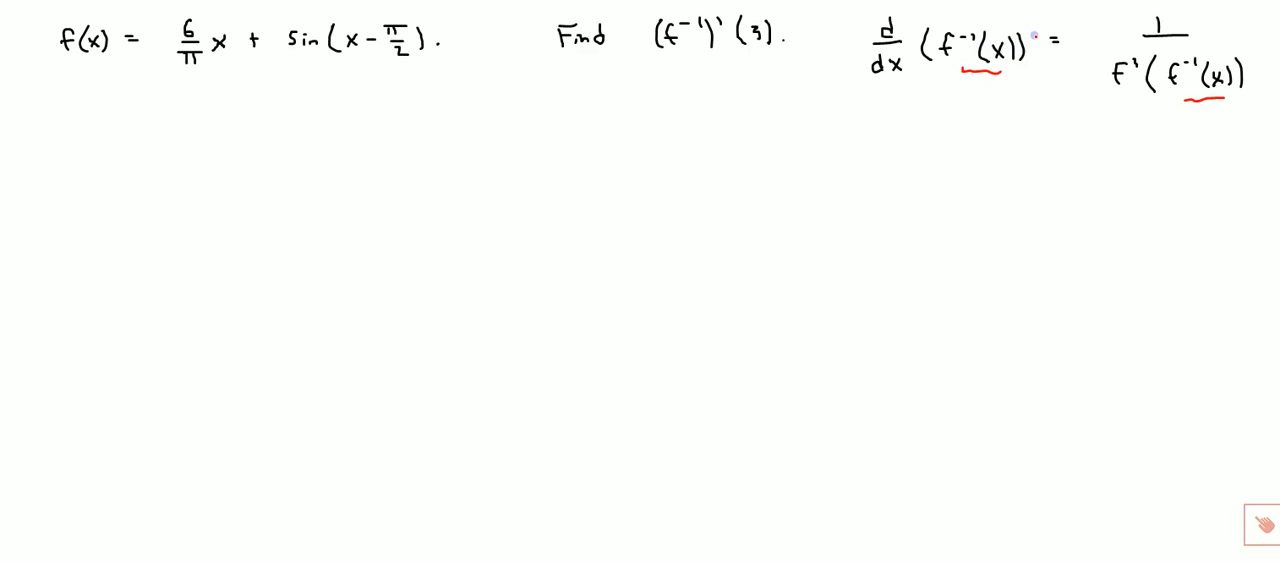 f(x) = 6/π x + sin(x - π/2). Find (f⁻¹)'(3). d/dx (f⁻¹(x)) = 1/F'(f⁻¹(x))